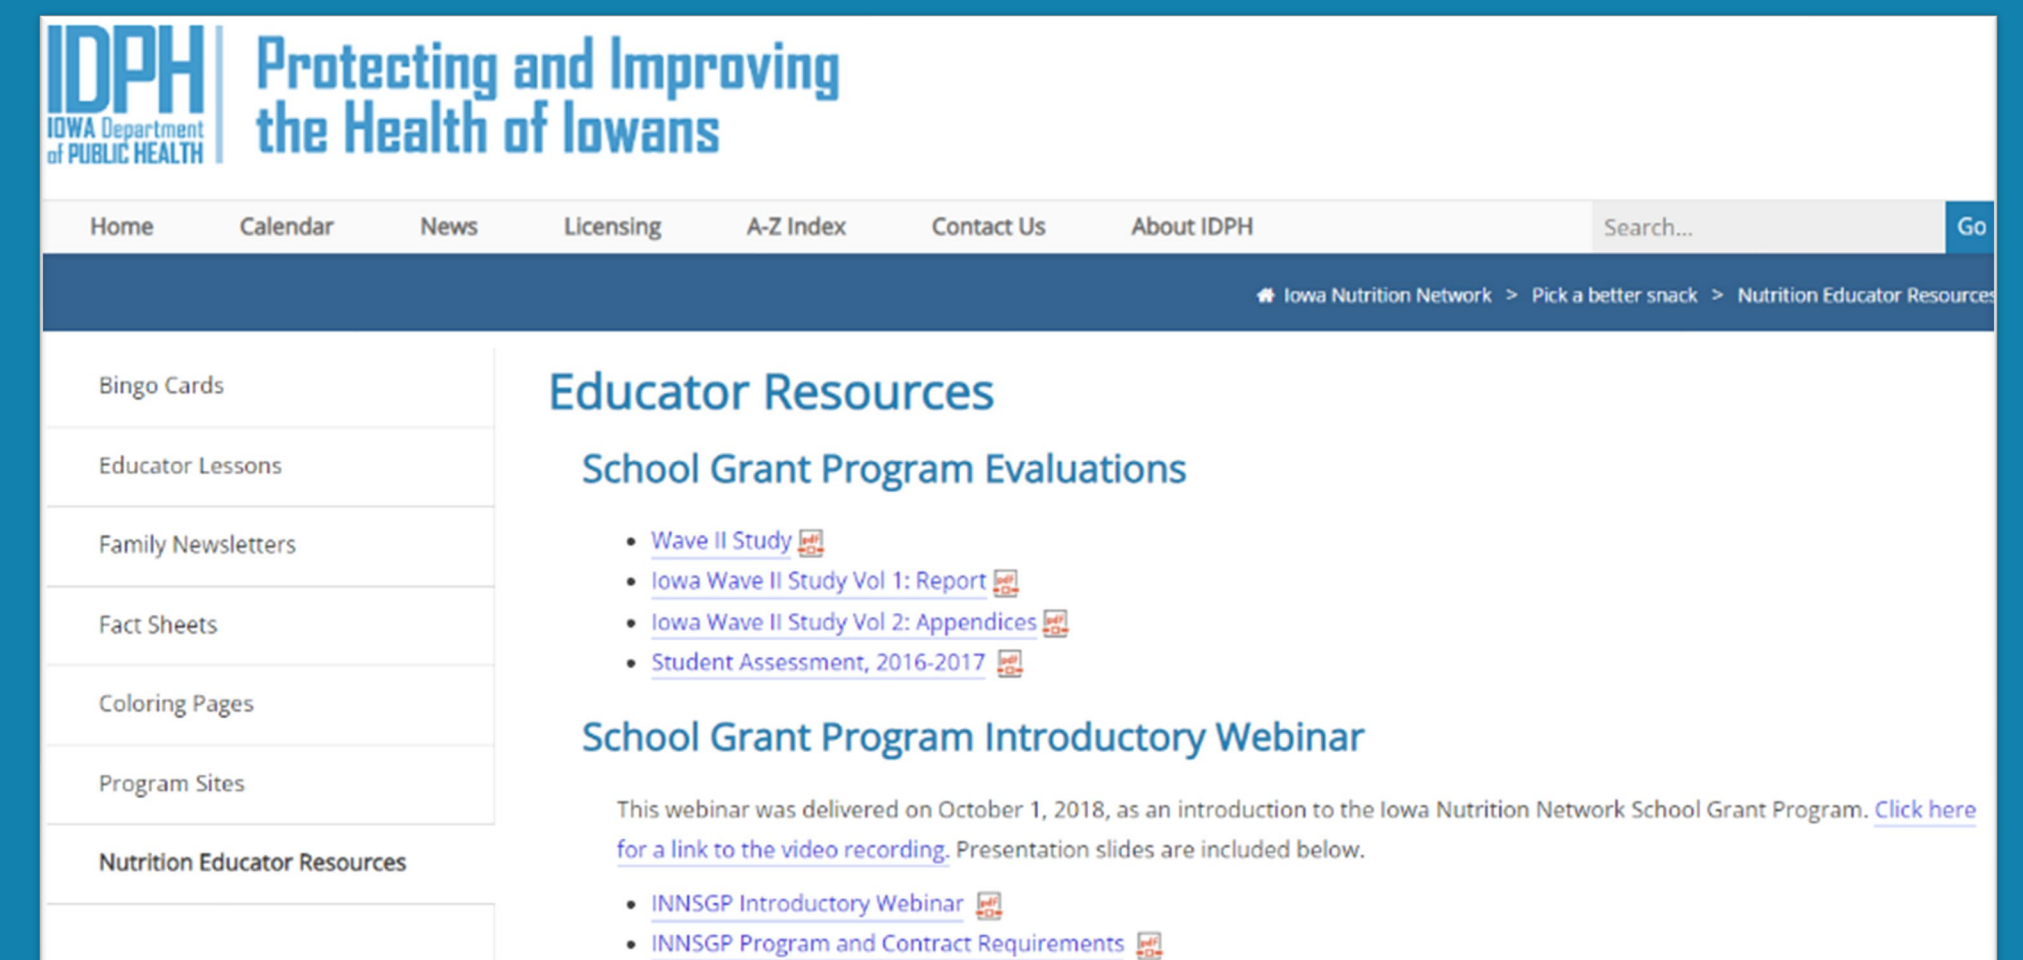 IDPH
IOWA Department
of PUBLIC HEALTH
Protecting and Improving
the Health of Iowans
Home Calendar News Licensing A-Z Index Contact Us About IDPH Search... Go
Iowa Nutrition Network > Pick a better snack > Nutrition Educator Resources
Bingo Cards
Educator Lessons
Family Newsletters
Fact Sheets
Coloring Pages
Program Sites
Nutrition Educator Resources
Educator Resources
School Grant Program Evaluations
• Wave II Study pdf
• Iowa Wave II Study Vol 1: Report pdf
• Iowa Wave II Study Vol 2: Appendices pdf
• Student Assessment, 2016-2017 pdf
School Grant Program Introductory Webinar
This webinar was delivered on October 1, 2018, as an introduction to the Iowa Nutrition Network School Grant Program. Click here
for a link to the video recording. Presentation slides are included below.
• INNSGP Introductory Webinar pdf
• INNSGP Program and Contract Requirements pdf